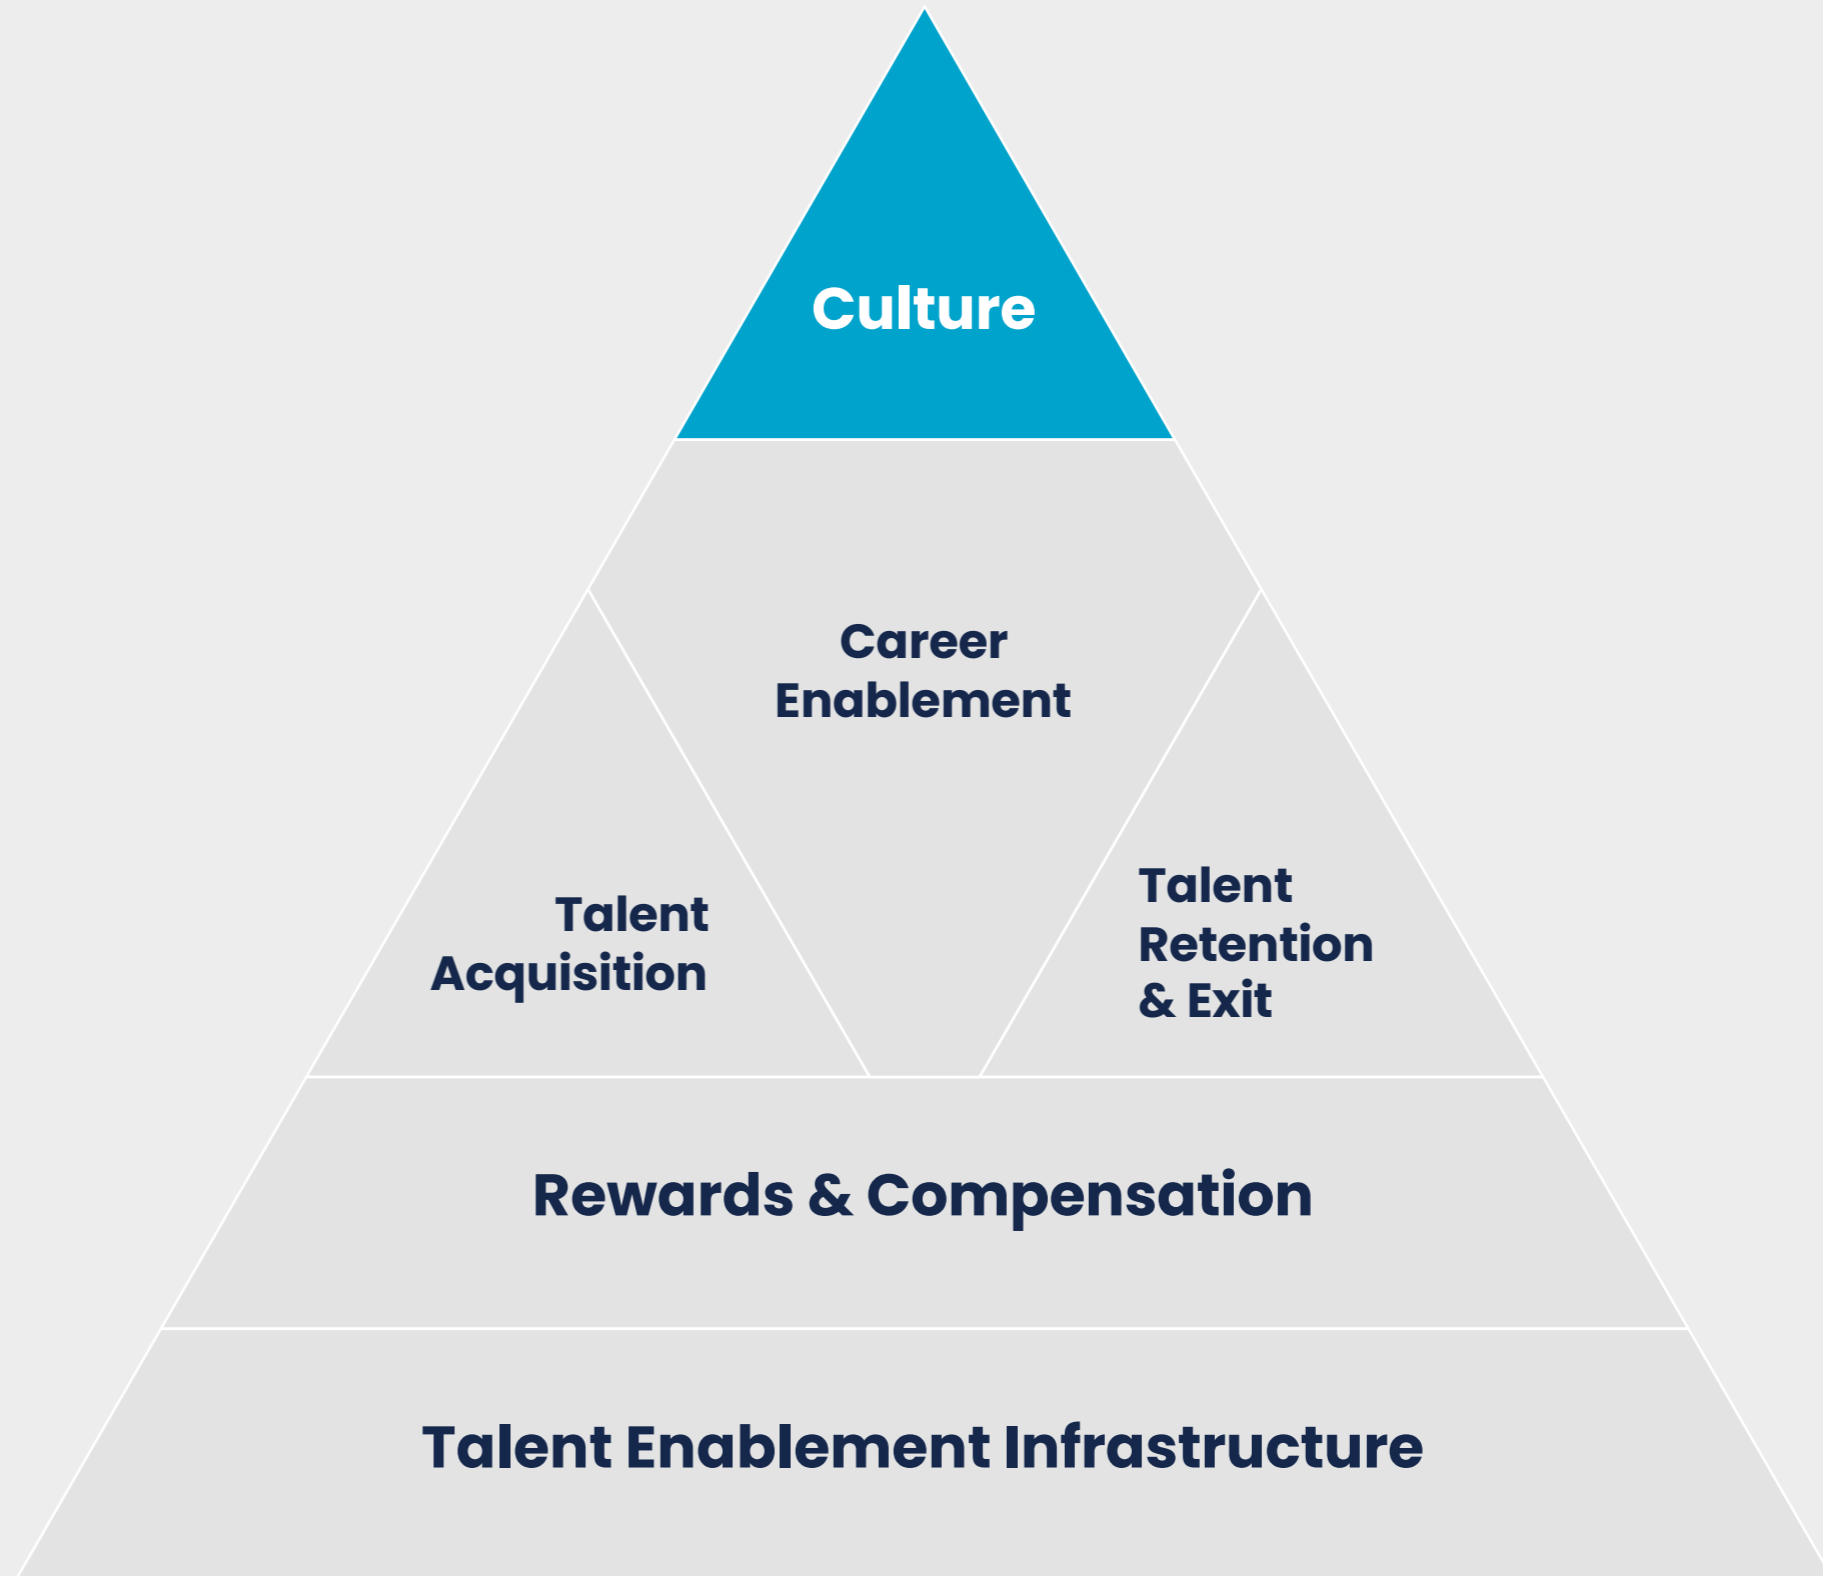 Culture
Career
Enablement
Talent
Acquisition
Talent
Retention
& Exit
Rewards & Compensation
Talent Enablement Infrastructure